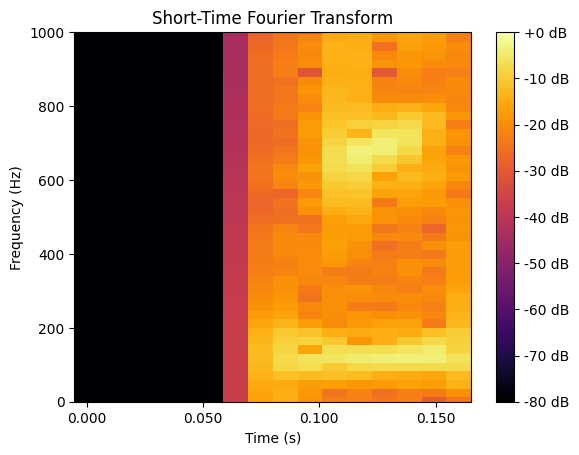 Short-Time Fourier Transform
1000
800
600
400
200
0
Frequency (Hz)
0.000
0.050
0.100
0.150
Time (s)
+0 dB
-10 dB
-20 dB
-30 dB
-40 dB
-50 dB
-60 dB
-70 dB
-80 dB